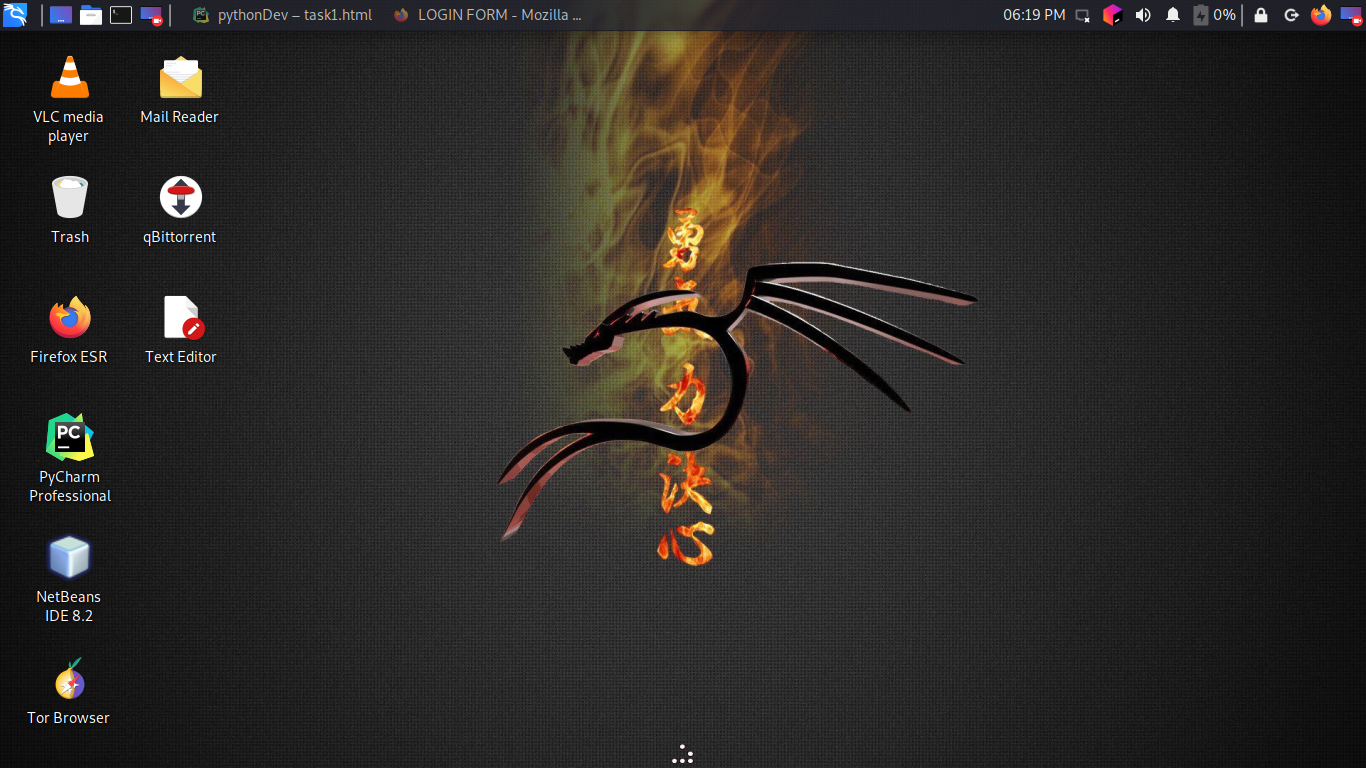 pythonDev – task1.html
LOGIN FORM - Mozilla ...
06:19 PM
0%
VLC media
player
Mail Reader
Trash
qBittorrent
Firefox ESR
Text Editor
PC
PyCharm
Professional
NetBeans
IDE 8.2
Tor Browser
勇
力
决
心